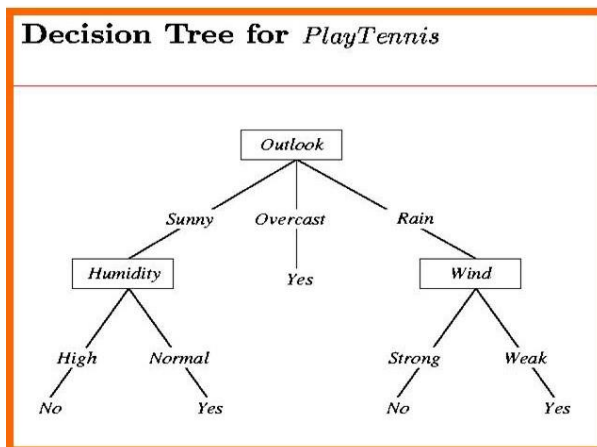 Decision Tree for PlayTennis
Outlook
Sunny Overcast Rain
Humidity Yes Wind
High Normal Strong Weak
No Yes No Yes